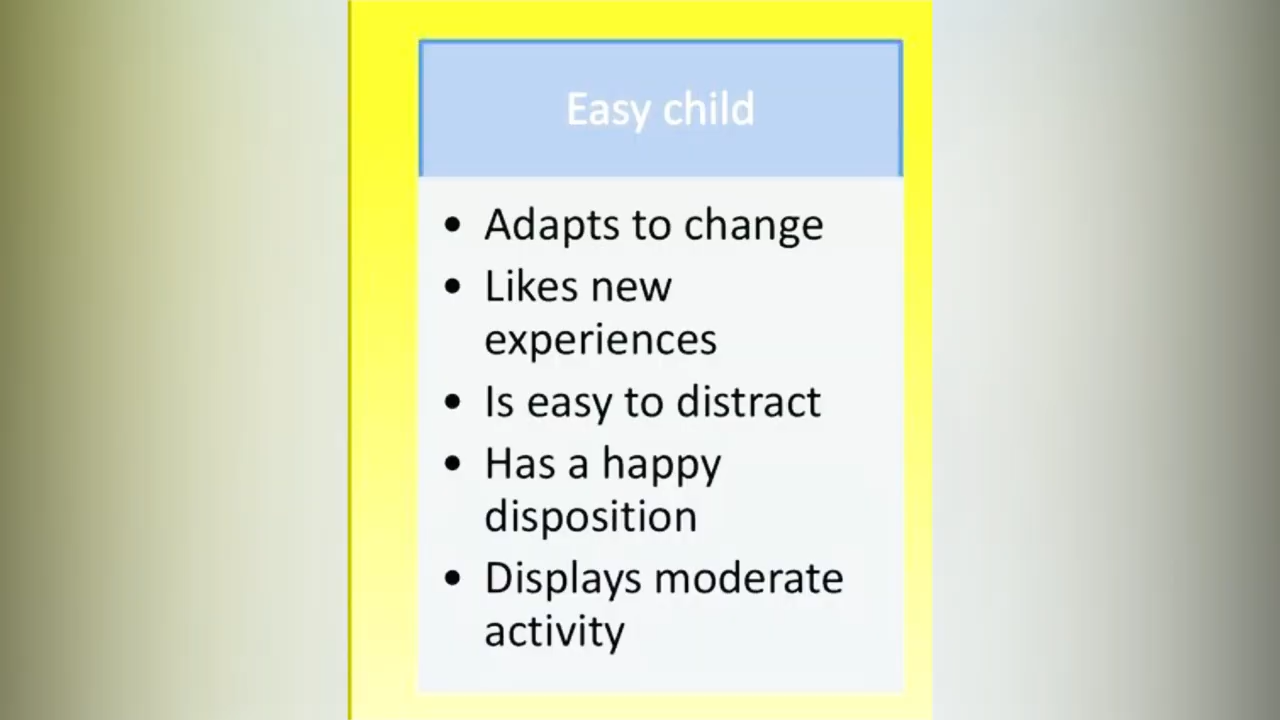 Easy child
• Adapts to change
• Likes new
experiences
• Is easy to distract
• Has a happy
disposition
• Displays moderate
activity